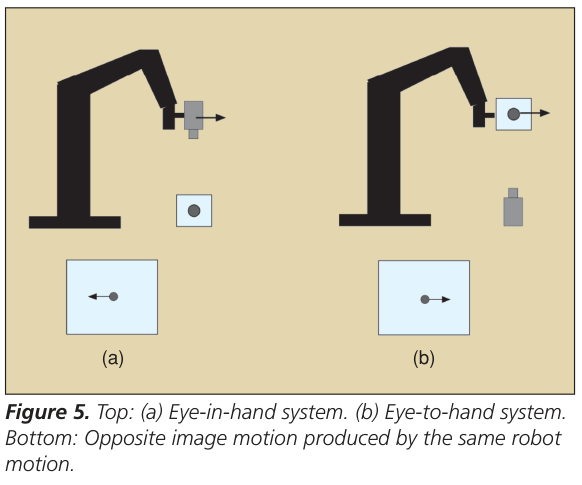 (a)
(b)
Figure 5. Top: (a) Eye-in-hand system. (b) Eye-to-hand system.
Bottom: Opposite image motion produced by the same robot
motion.